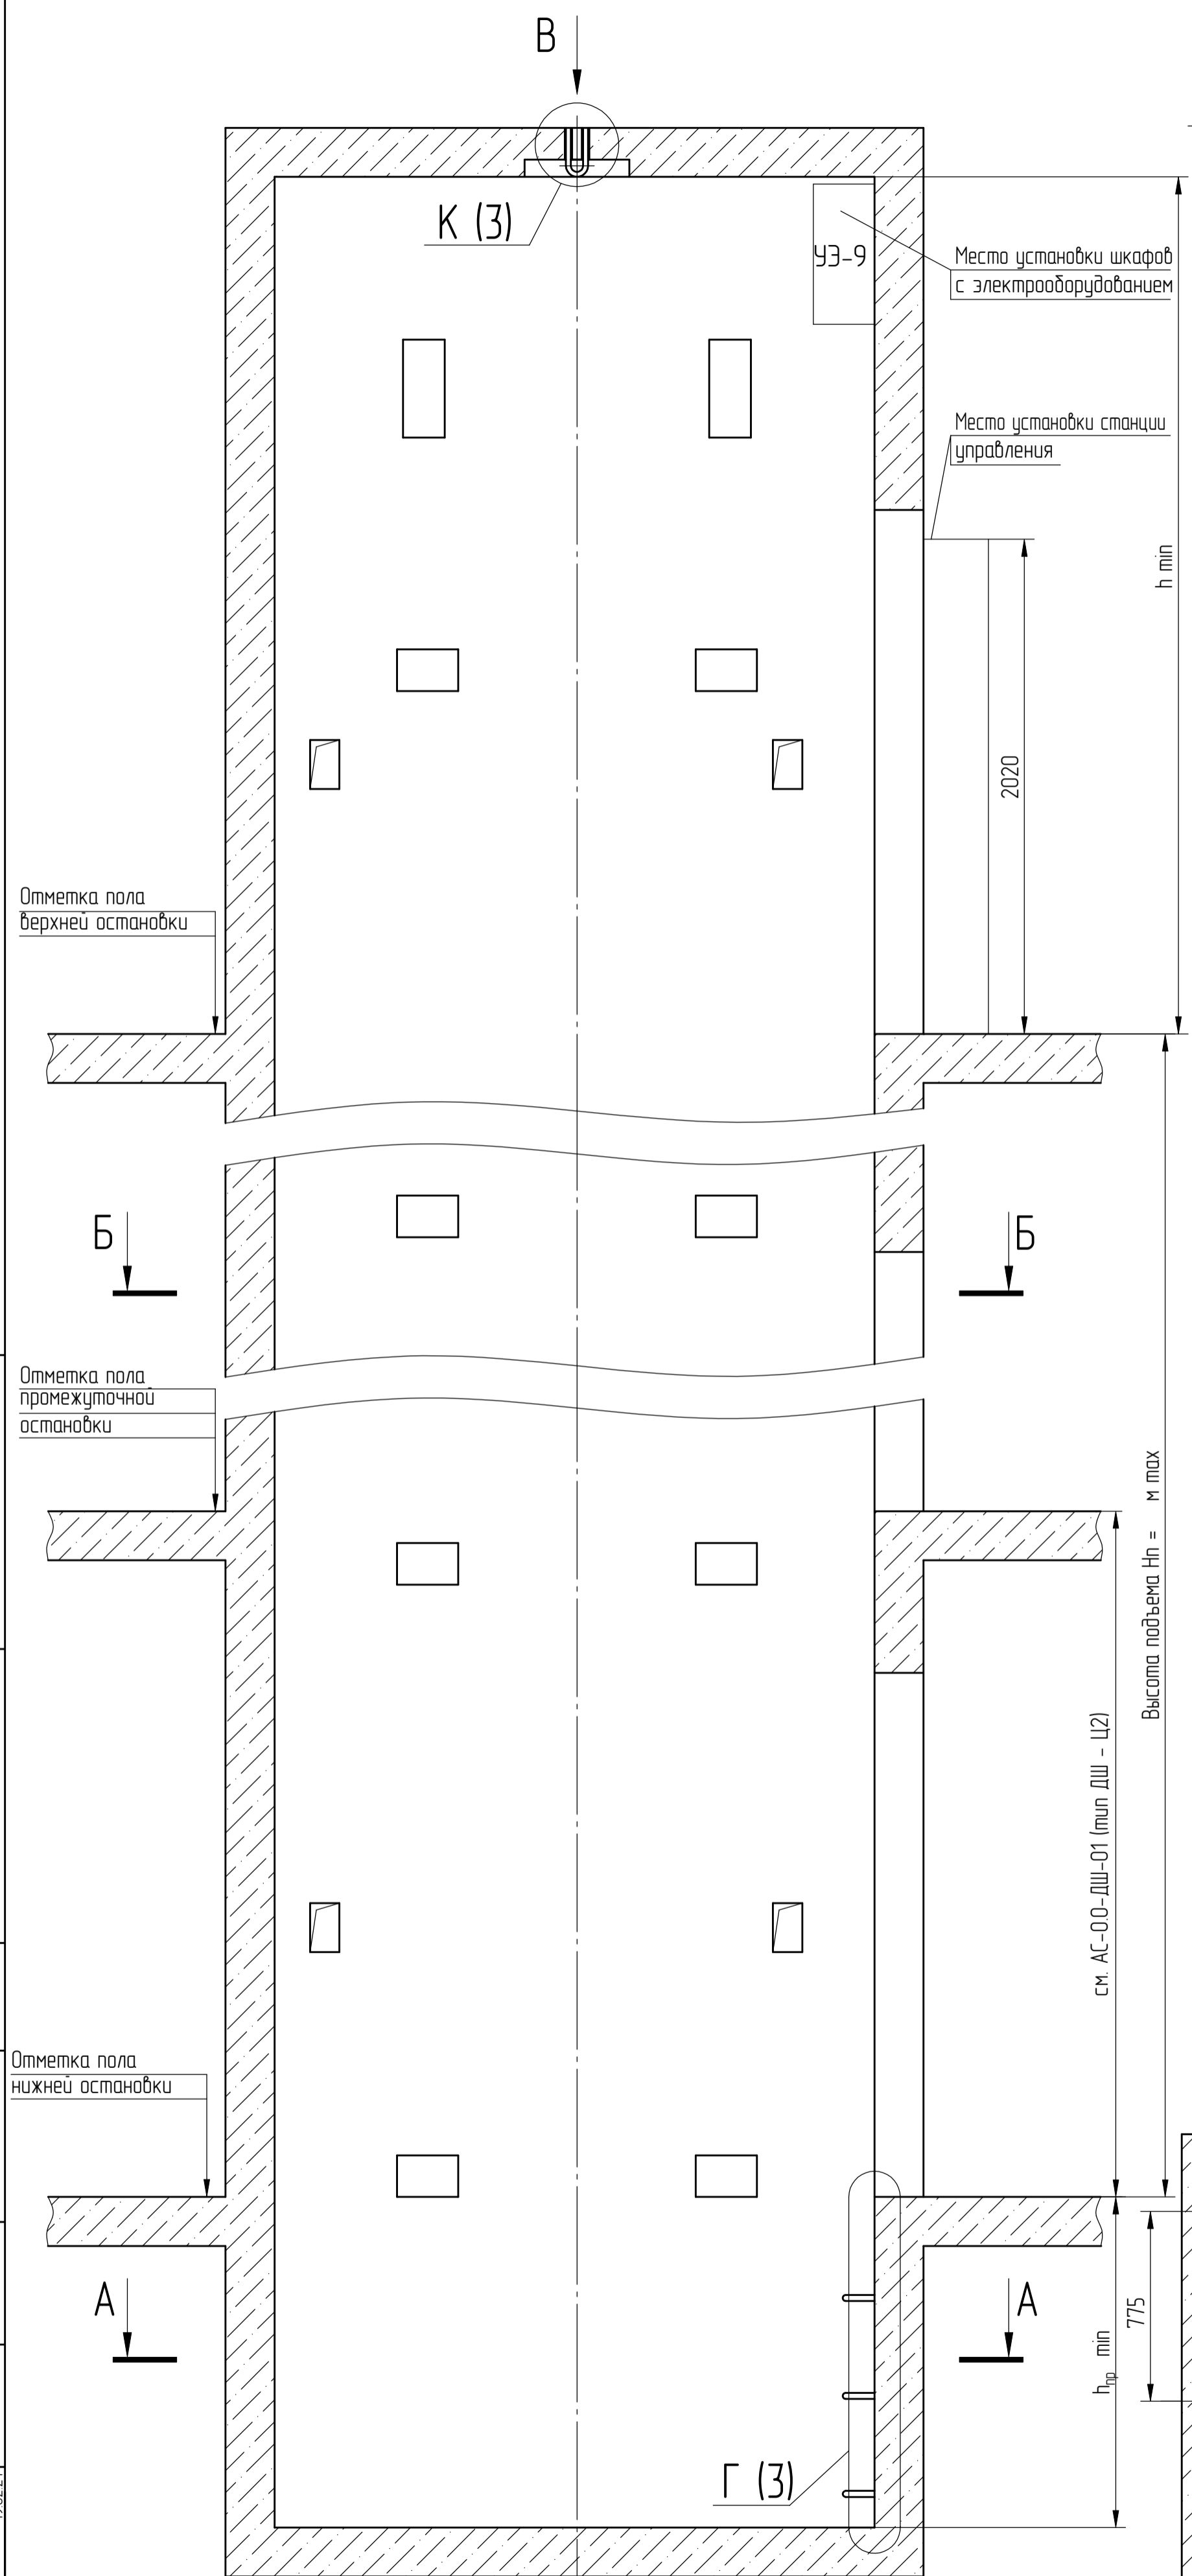 В
К (3)
УЭ-9
Место установки шкафов
с электрооборудованием
Место установки станции
управления
h min
2020
Отметка пола
верхней остановки
Б
Б
Отметка пола
промежуточной
остановки
Высота подъема Нп = м max
см. АС-0.0-ДШ-01 (тип ДШ - Ц2)
Отметка пола
нижней остановки
А
А
775
hпр min
Г (3)